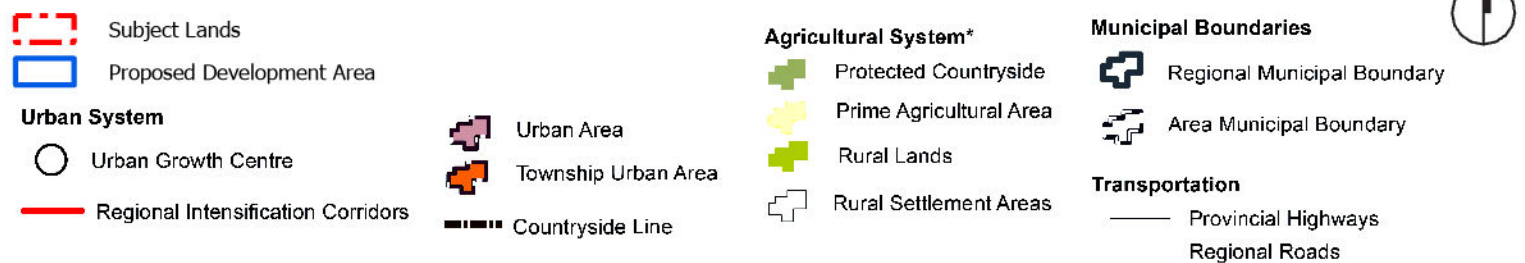 Subject Lands
Proposed Development Area
Urban System
Urban Growth Centre
Regional Intensification Corridors
Urban Area
Township Urban Area
Countryside Line
Agricultural System*
Protected Countryside
Prime Agricultural Area
Rural Lands
Rural Settlement Areas
Municipal Boundaries
Regional Municipal Boundary
Area Municipal Boundary
Transportation
Provincial Highways
Regional Roads